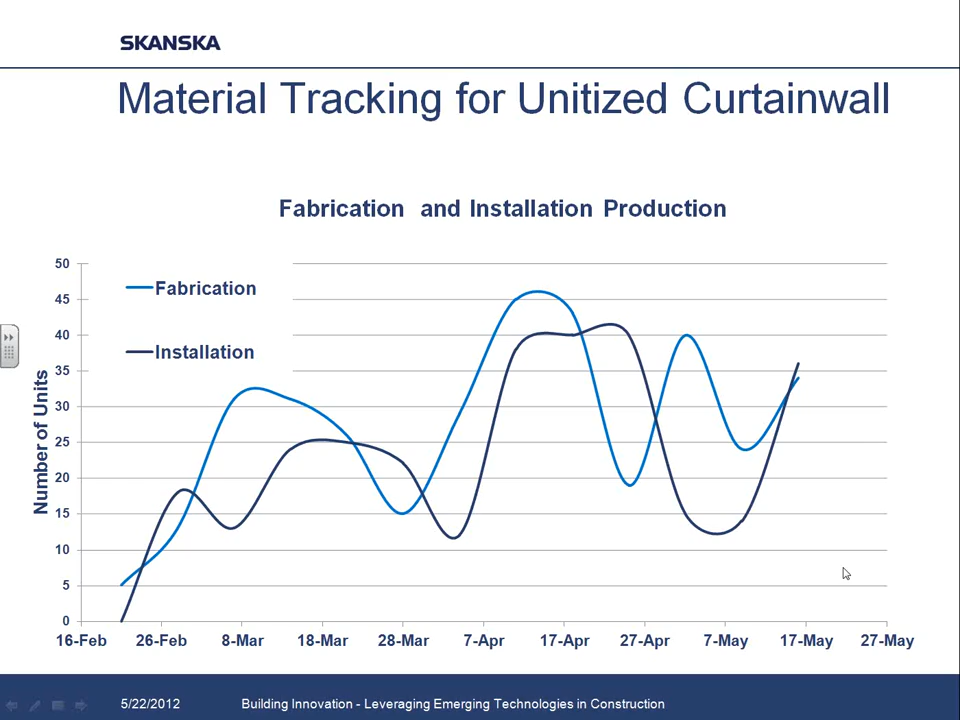 SKANSKA
Material Tracking for Unitized Curtainwall
Fabrication and Installation Production
50
45
40
35
30
25
20
15
10
5
0
Number of Units
Fabrication
Installation
16-Feb 26-Feb 8-Mar 18-Mar 28-Mar 7-Apr 17-Apr 27-Apr 7-May 17-May 27-May
5/22/2012 Building Innovation - Leveraging Emerging Technologies in Construction